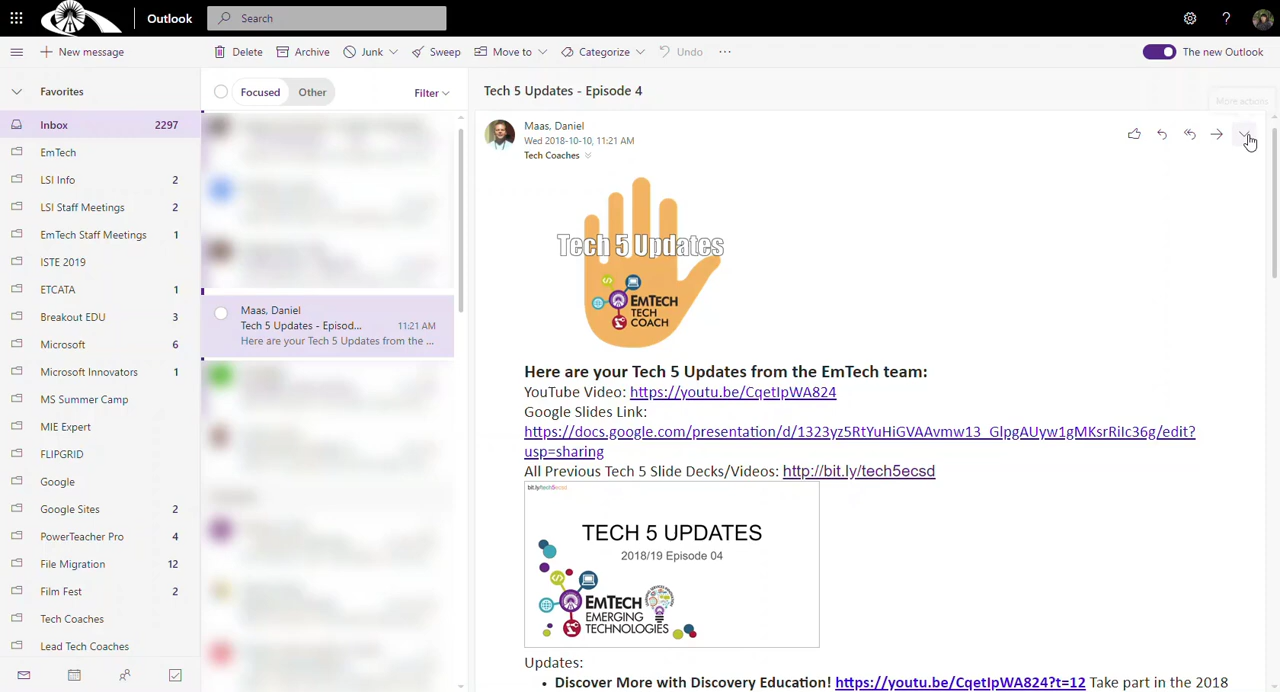 Outlook
Search
New message
Delete
Archive
Junk
Sweep
Move to
Categorize
Undo
The new Outlook
Favorites
Inbox 2297
EmTech
LSI Info 2
LSI Staff Meetings 2
EmTech Staff Meetings 1
ISTE 2019
ETCATA 1
Breakout EDU 3
Microsoft 6
Microsoft Innovators 1
MS Summer Camp
MIE Expert
FLIPGRID
Google
Google Sites 2
PowerTeacher Pro 4
File Migration 12
Film Fest 2
Tech Coaches
Lead Tech Coaches
Focused Other Filter
Maas, Daniel
Tech 5 Updates - Episod... 11:21 AM
Here are your Tech 5 Updates from the ...
Tech 5 Updates - Episode 4
More actions
Maas, Daniel
Wed 2018-10-10, 11:21 AM
Tech Coaches
Tech 5 Updates
EMTECH
TECH
COACH
Here are your Tech 5 Updates from the EmTech team:
YouTube Video: https://youtu.be/CqetIpWA824
Google Slides Link:
https://docs.google.com/presentation/d/1323yz5RtYuHiGVAAvmw13_GlpgAUyw1gMKsrRiIc36g/edit?
usp=sharing
All Previous Tech 5 Slide Decks/Videos: http://bit.ly/tech5ecsd
bit.ly/tech5ecsd
TECH 5 UPDATES
2018/19 Episode 04
EMTECH
EMERGING
TECHNOLOGIES
Updates:
• Discover More with Discovery Education! https://youtu.be/CqetIpWA824?t=12 Take part in the 2018